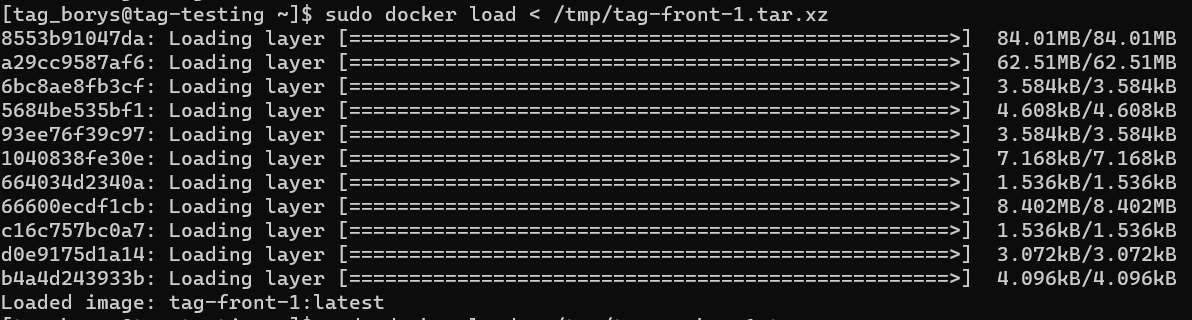 [tag_borys@tag-testing ~]$ sudo docker load < /tmp/tag-front-1.tar.xz
8553b91047da: Loading layer [==================================================>]  84.01MB/84.01MB
a29cc9587af6: Loading layer [==================================================>]  62.51MB/62.51MB
6bc8ae8fb3cf: Loading layer [==================================================>]  3.584kB/3.584kB
5684be535bf1: Loading layer [==================================================>]  4.608kB/4.608kB
93ee76f39c97: Loading layer [==================================================>]  3.584kB/3.584kB
1040838fe30e: Loading layer [==================================================>]  7.168kB/7.168kB
664034d2340a: Loading layer [==================================================>]  1.536kB/1.536kB
66600ecdf1cb: Loading layer [==================================================>]  8.402MB/8.402MB
c16c757bc0a7: Loading layer [==================================================>]  1.536kB/1.536kB
d0e9175d1a14: Loading layer [==================================================>]  3.072kB/3.072kB
b4a4d243933b: Loading layer [==================================================>]  4.096kB/4.096kB
Loaded image: tag-front-1:latest